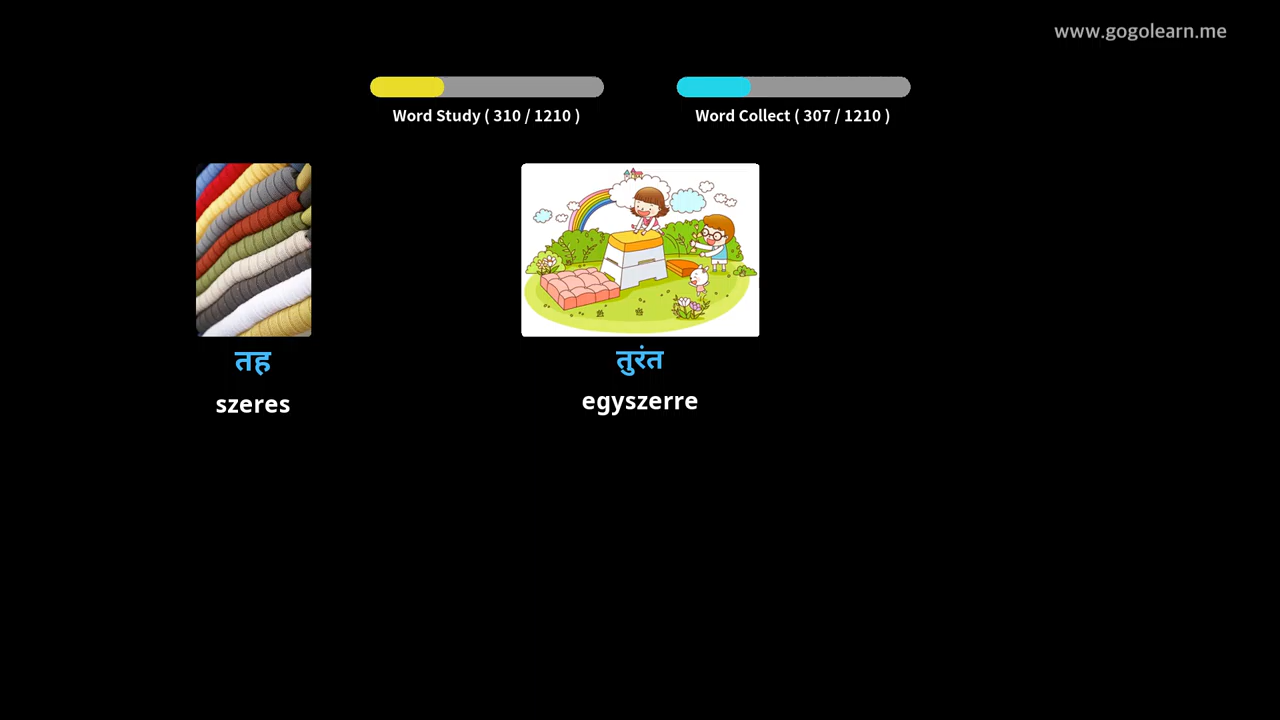 www.gogolearn.me
Word Study ( 310 / 1210 )
Word Collect ( 307 / 1210 )
तह
szeres
तुरंत
egyszerre